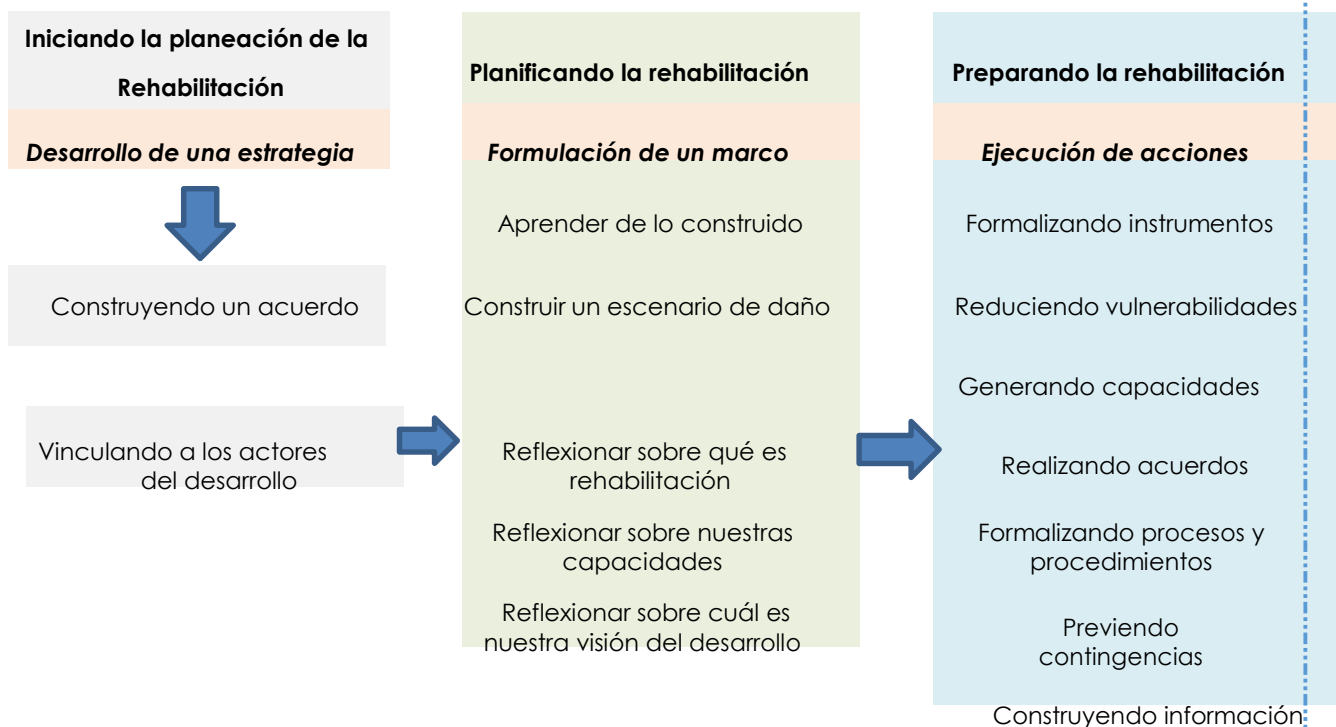 Iniciando la planeación de la
Rehabilitación
Desarrollo de una estrategia
Construyendo un acuerdo
Vinculando a los actores
del desarrollo
Planificando la rehabilitación
Formulación de un marco
Aprender de lo construido
Construir un escenario de daño
Reflexionar sobre qué es
rehabilitación
Reflexionar sobre nuestras
capacidades
Reflexionar sobre cuál es
nuestra visión del desarrollo
Preparando la rehabilitación
Ejecución de acciones
Formalizando instrumentos
Reduciendo vulnerabilidades
Generando capacidades
Realizando acuerdos
Formalizando procesos y
procedimientos
Previendo
contingencias
Construyendo información